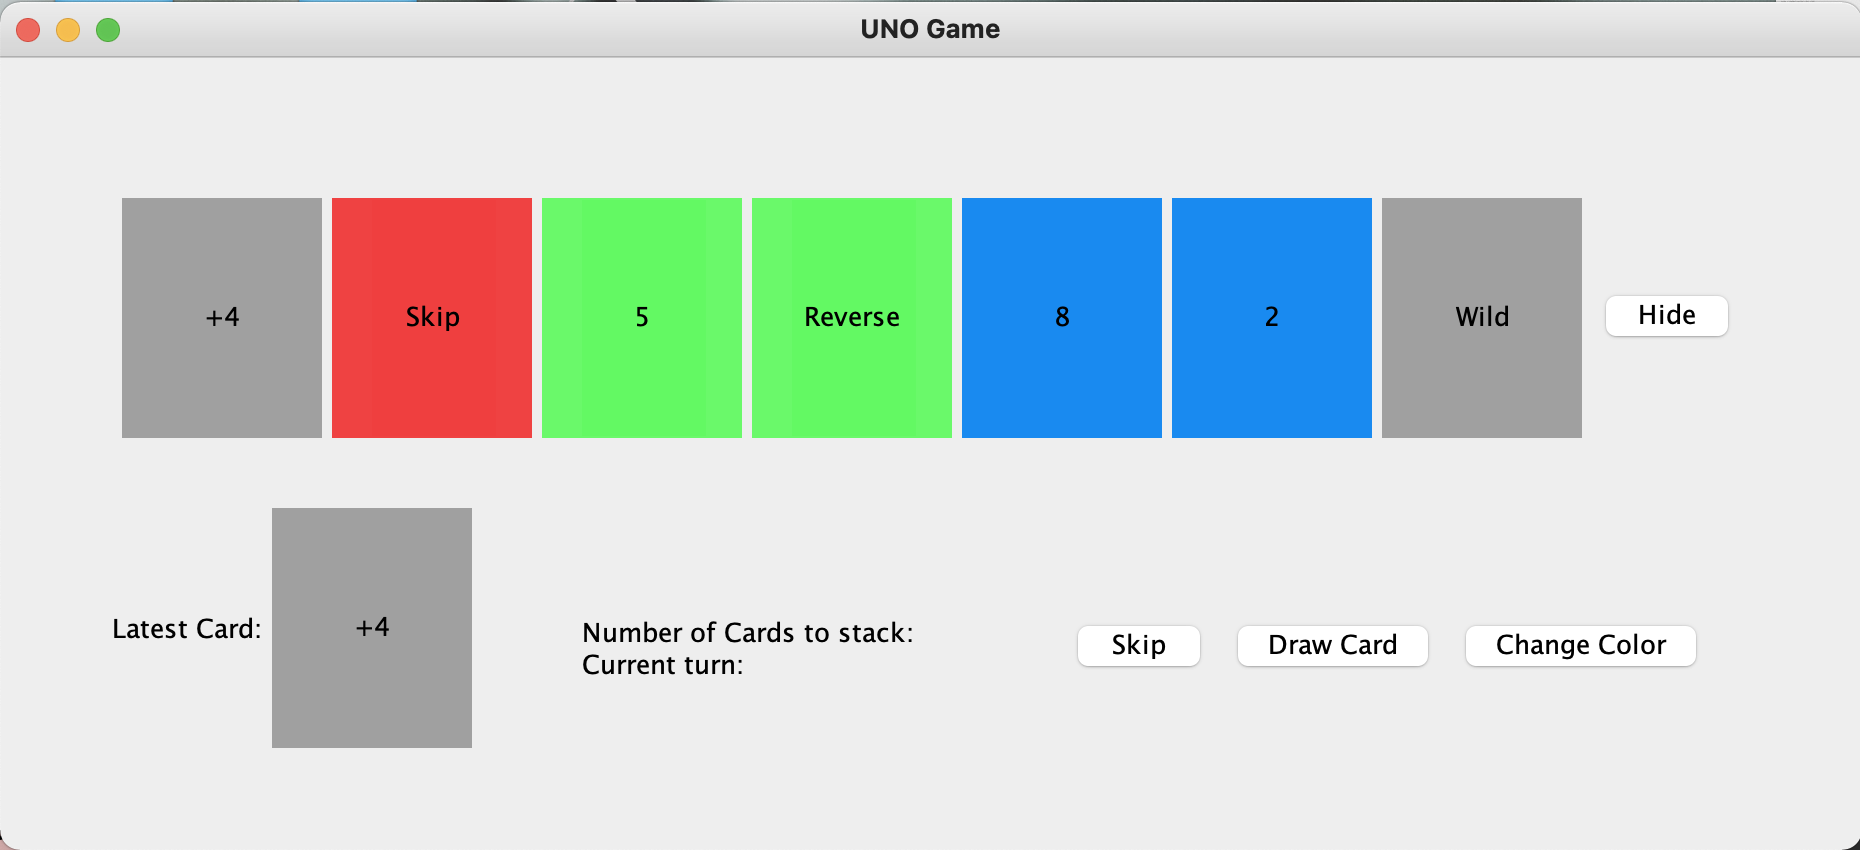 UNO Game
+4
Skip
5
Reverse
8
2
Wild
Hide
Latest Card:
+4
Number of Cards to stack:
Current turn:
Skip
Draw Card
Change Color